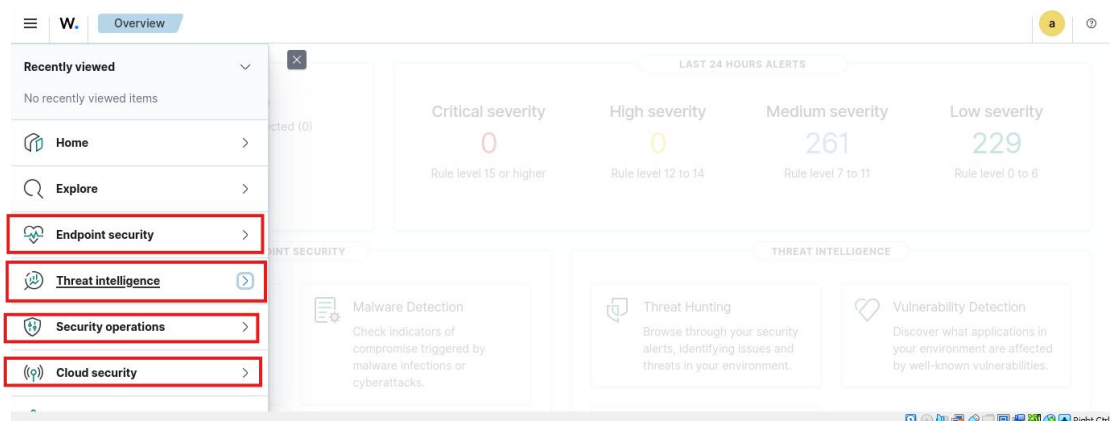 W. Overview a
Recently viewed
No recently viewed items
Home
Explore
Endpoint security
Threat intelligence
Security operations
Cloud security
ected (0)
LAST 24 HOURS ALERTS
Critical severity
0
Rule level 15 or higher
High severity
0
Rule level 12 to 14
Medium severity
261
Rule level 7 to 11
Low severity
229
Rule level 0 to 6
OINT SECURITY
Malware Detection
Check indicators of
compromise triggered by
malware infections or
cyberattacks.
THREAT INTELLIGENCE
Threat Hunting
Browse through your security
alerts, identifying issues and
threats in your environment.
Vulnerability Detection
Discover what applications in
your environment are affected
by well-known vulnerabilities.
Right Ctrl